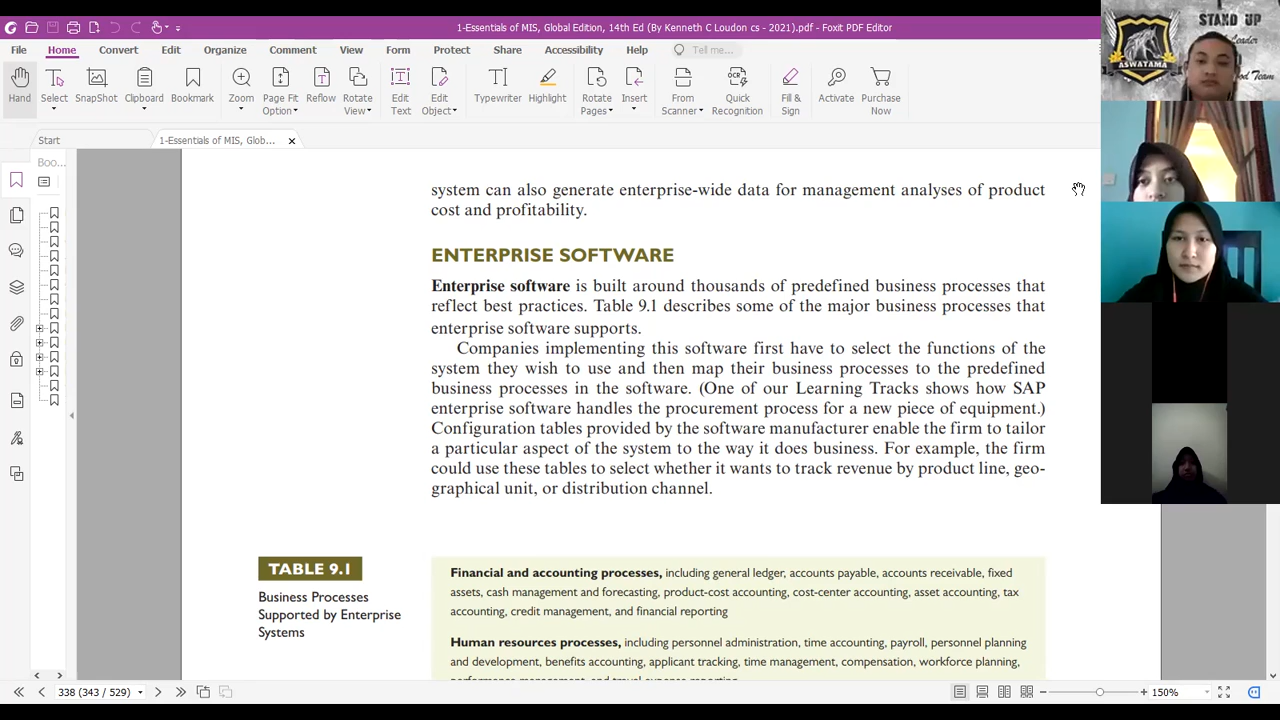 1-Essentials of MIS, Global Edition, 14th Ed (By Kenneth C Loudon cs - 2021).pdf - Foxit PDF Editor
File Home Convert Edit Organize Comment View Form Protect Share Accessibility Help Tell me...
Hand Select SnapShot Clipboard Bookmark Zoom Page Fit Option Reflow Rotate View Edit Text Edit Object Typewriter Highlight Rotate Pages Insert From Scanner Quick Recognition Fill & Sign Activate Purchase Now
OCR
Start 1-Essentials of MIS, Glob...
Boo...
STAND UP
ASWATAMA
Team
system can also generate enterprise-wide data for management analyses of product
cost and profitability.
ENTERPRISE SOFTWARE
Enterprise software is built around thousands of predefined business processes that
reflect best practices. Table 9.1 describes some of the major business processes that
enterprise software supports.
Companies implementing this software first have to select the functions of the
system they wish to use and then map their business processes to the predefined
business processes in the software. (One of our Learning Tracks shows how SAP
enterprise software handles the procurement process for a new piece of equipment.)
Configuration tables provided by the software manufacturer enable the firm to tailor
a particular aspect of the system to the way it does business. For example, the firm
could use these tables to select whether it wants to track revenue by product line, geo-
graphical unit, or distribution channel.
TABLE 9.1
Business Processes
Supported by Enterprise
Systems
Financial and accounting processes, including general ledger, accounts payable, accounts receivable, fixed
assets, cash management and forecasting, product-cost accounting, cost-center accounting, asset accounting, tax
accounting, credit management, and financial reporting
Human resources processes, including personnel administration, time accounting, payroll, personnel planning
and development, benefits accounting, applicant tracking, time management, compensation, workforce planning,
338 (343 / 529)
150%